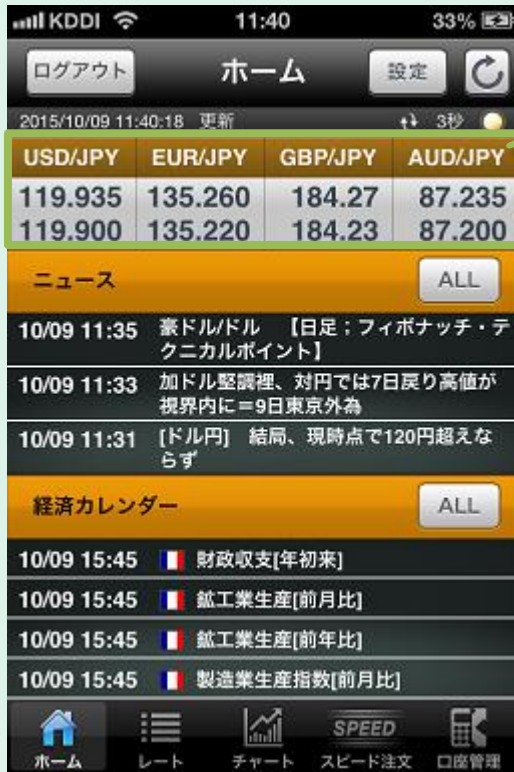 KDDI 11:40 33%
ログアウト ホーム 設定
2015/10/09 11:40:18 更新 3秒
USD/JPY EUR/JPY GBP/JPY AUD/JPY
119.935 135.260 184.27 87.235
119.900 135.220 184.23 87.200
ニュース ALL
10/09 11:35 豪ドル/ドル 【日足；フィボナッチ・テ
クニカルポイント】
10/09 11:33 加ドル堅調裡、対円では7日戻り高値が
視界内に＝9日東京外為
10/09 11:31 [ドル円] 結局、現時点で120円超えな
らず
経済カレンダー ALL
10/09 15:45 財政収支[年初来]
10/09 15:45 鉱工業生産[前月比]
10/09 15:45 鉱工業生産[前年比]
10/09 15:45 製造業生産指数[前月比]
SPEED
ホーム レート チャート スピード注文 口座管理